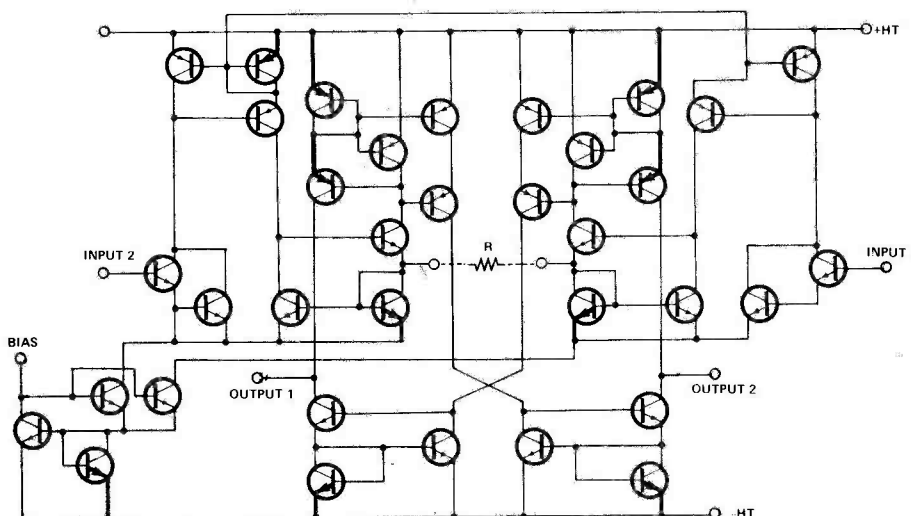 +HT
INPUT 2
R
INPUT
BIAS
OUTPUT 1
OUTPUT 2
-HT